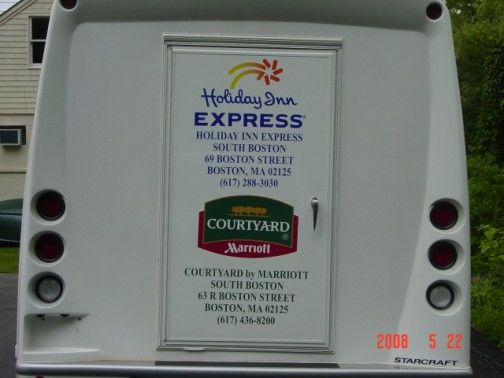 Holiday Inn
EXPRESS®
HOLIDAY INN EXPRESS
SOUTH BOSTON
69 BOSTON STREET
BOSTON, MA 02125
(617) 288-3030
COURTYARD®
Marriott
COURTYARD by MARRIOTT
SOUTH BOSTON
63 R BOSTON STREET
BOSTON, MA 02125
(617) 436-8200
2008 5 22
STARCRAFT